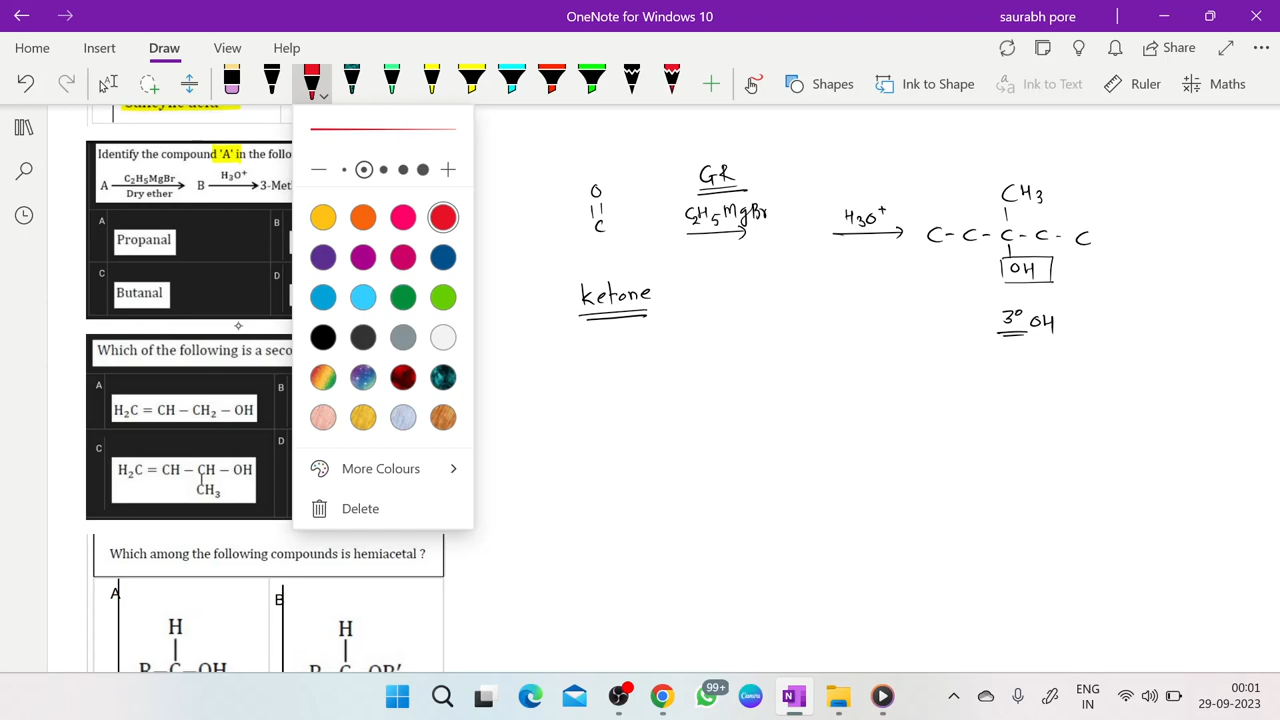 OneNote for Windows 10
saurabh pore
Home Insert Draw View Help
Share
Shapes Ink to Shape Ink to Text Ruler Maths
Salicylic acid
Identify the compound 'A' in the follo
A C₂H₅MgBr Dry ether B H₃O⁺ 3-Met
A
Propanal
B
C
Butanal
D
Which of the following is a seco
A
H₂C = CH − CH₂ − OH
B
C
H₂C = CH − CH − OH
CH₃
D
Which among the following compounds is hemiacetal ?
A
B
H
H
R–C–OH
R–C–OR′
More Colours
Delete
O
C
ketone
GR
C₂H₅MgBr
H₃O⁺
CH₃
C - C - C - C - C
OH
3° OH
99+
ENG
IN
00:01
29-09-2023